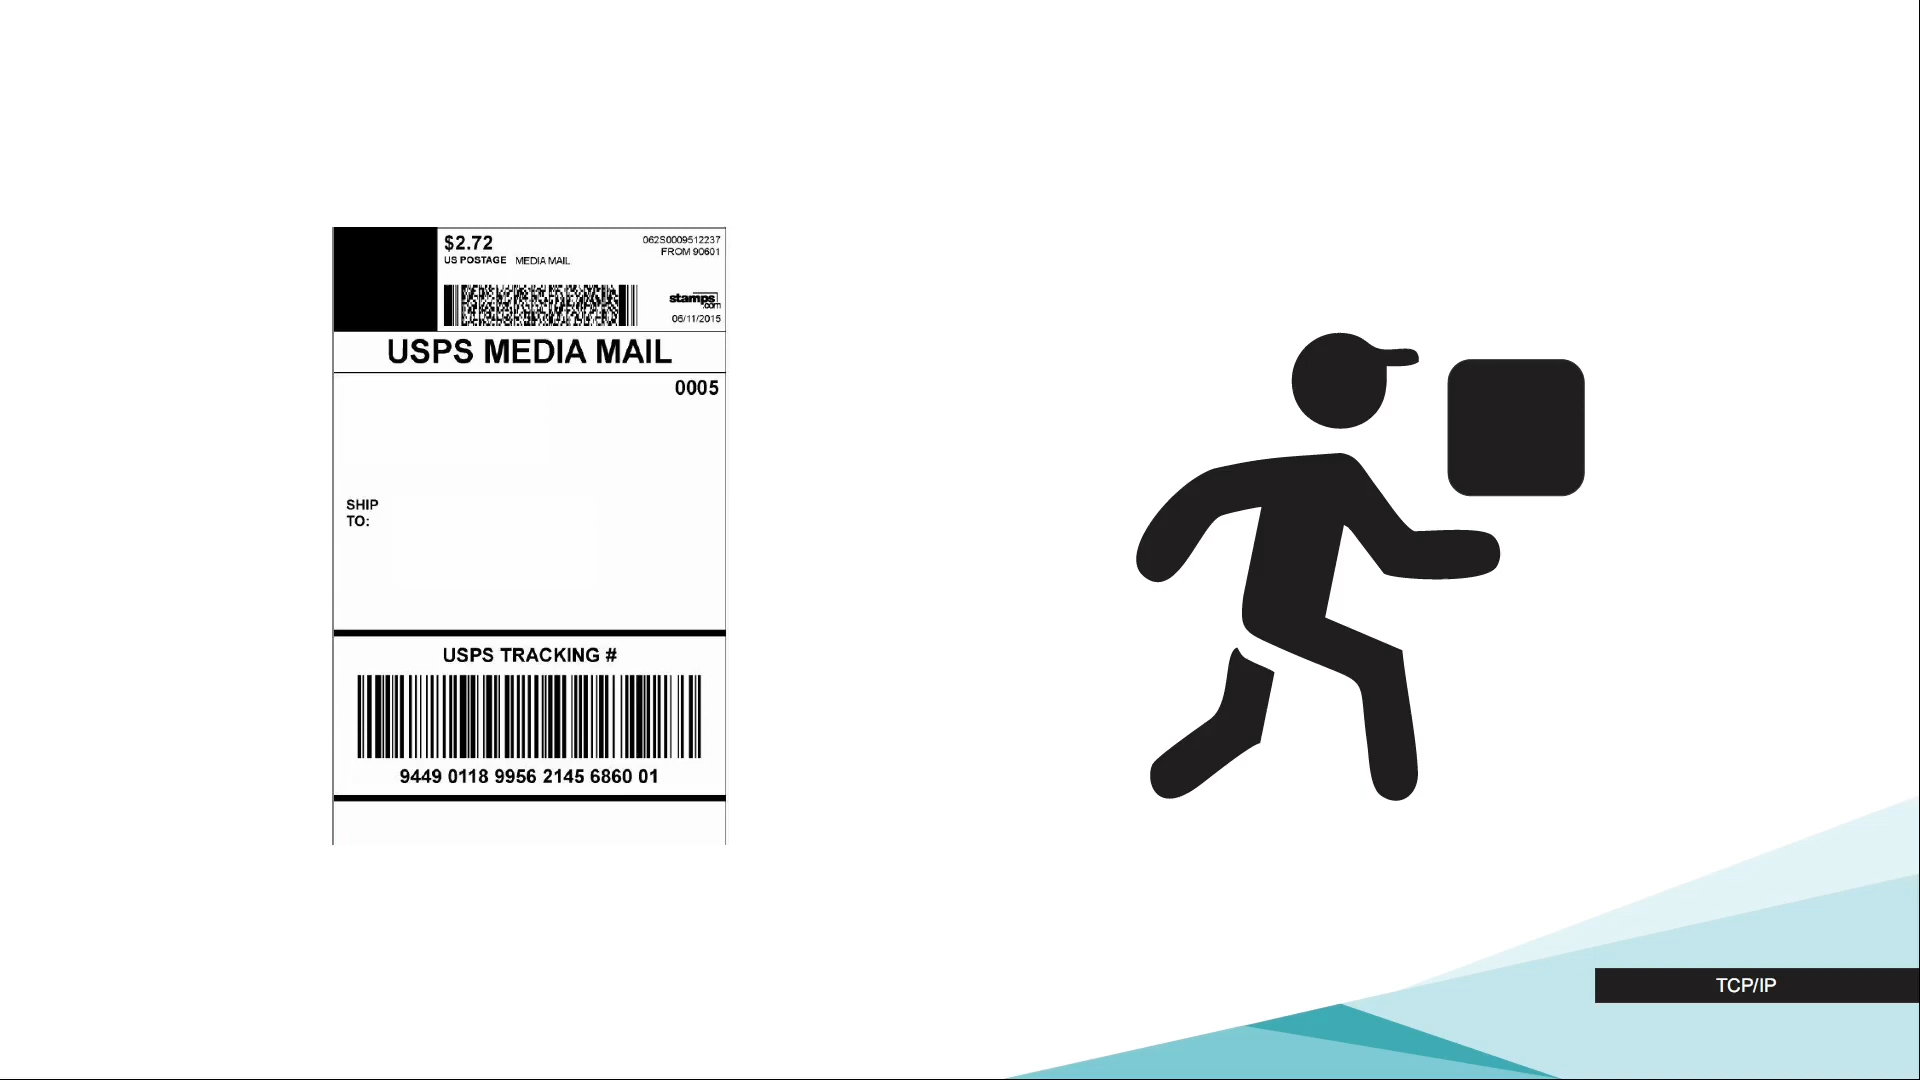 $2.72
US POSTAGE MEDIA MAIL
062S0009512237
FROM 90601
stamps.com
06/11/2015
USPS MEDIA MAIL
0005
SHIP
TO:
USPS TRACKING #
9449 0118 9956 2145 6860 01
TCP/IP